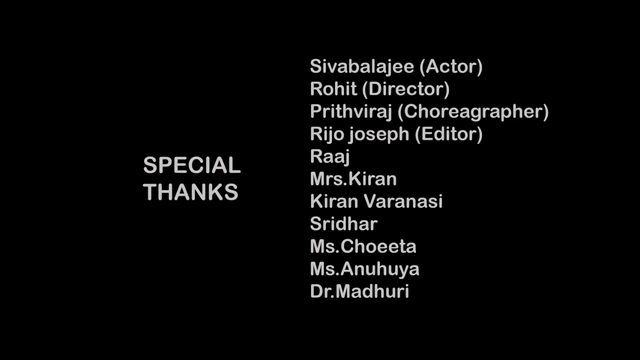 SPECIAL
THANKS
Sivabalajee (Actor)
Rohit (Director)
Prithviraj (Choreagrapher)
Rijo joseph (Editor)
Raaj
Mrs.Kiran
Kiran Varanasi
Sridhar
Ms.Choeeta
Ms.Anuhuya
Dr.Madhuri